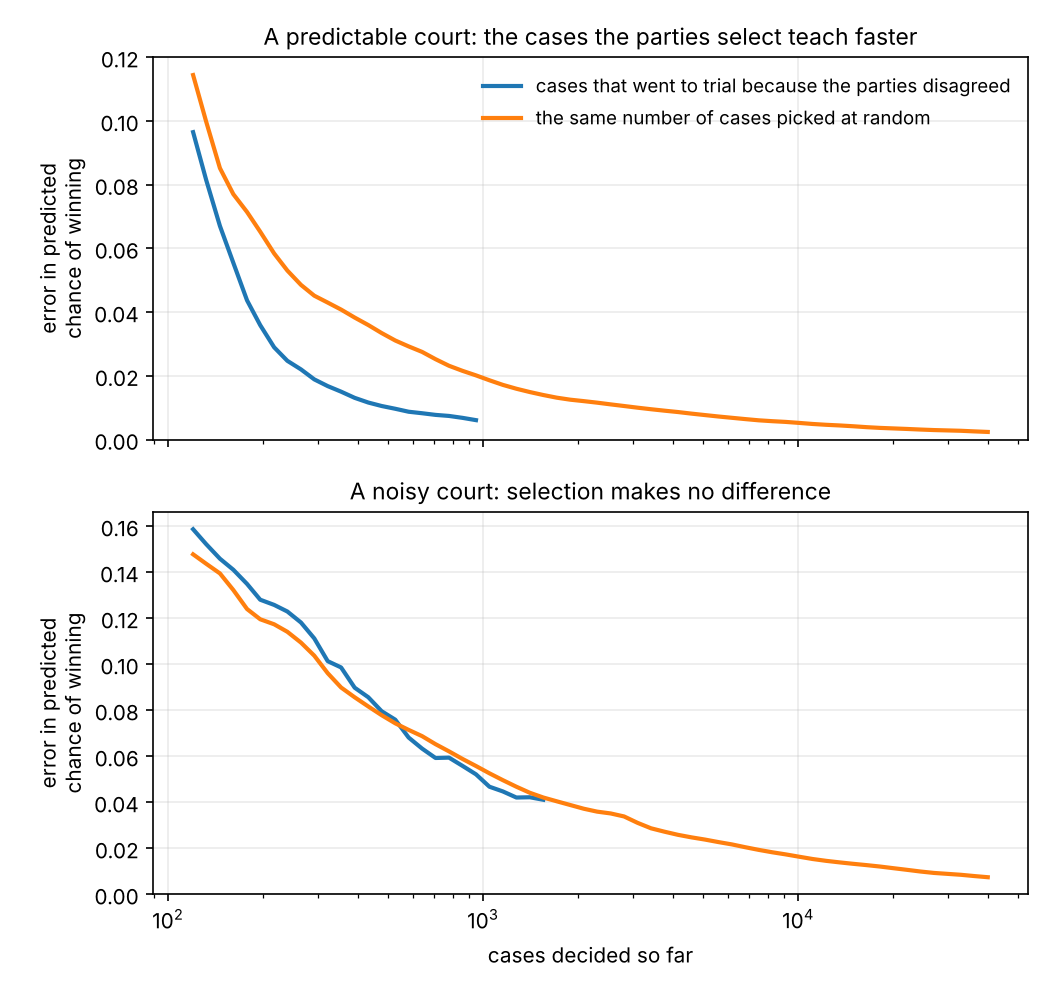 A predictable court: the cases the parties select teach faster
cases that went to trial because the parties disagreed
the same number of cases picked at random
error in predicted
chance of winning
0.12
0.10
0.08
0.06
0.04
0.02
0.00
A noisy court: selection makes no difference
error in predicted
chance of winning
0.16
0.14
0.12
0.10
0.08
0.06
0.04
0.02
0.00
10²
10³
10⁴
cases decided so far